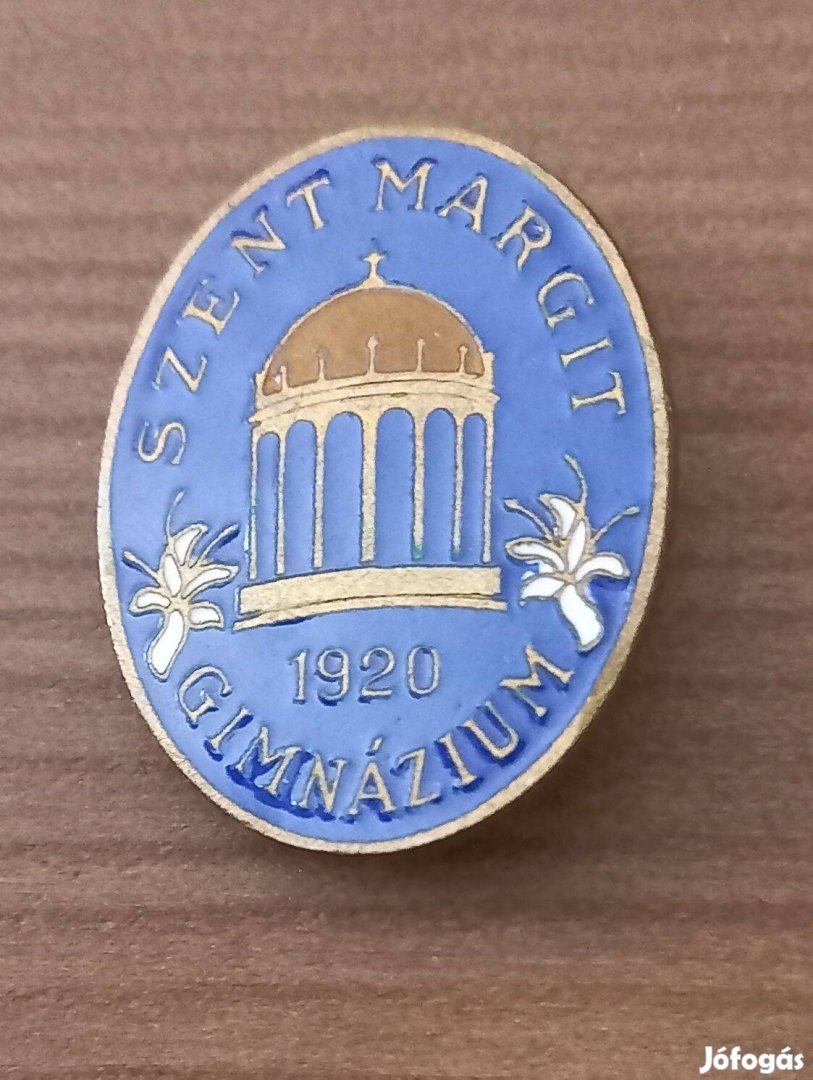 SZENT MARGIT
1920
GIMNÁZIUM
Jófogás